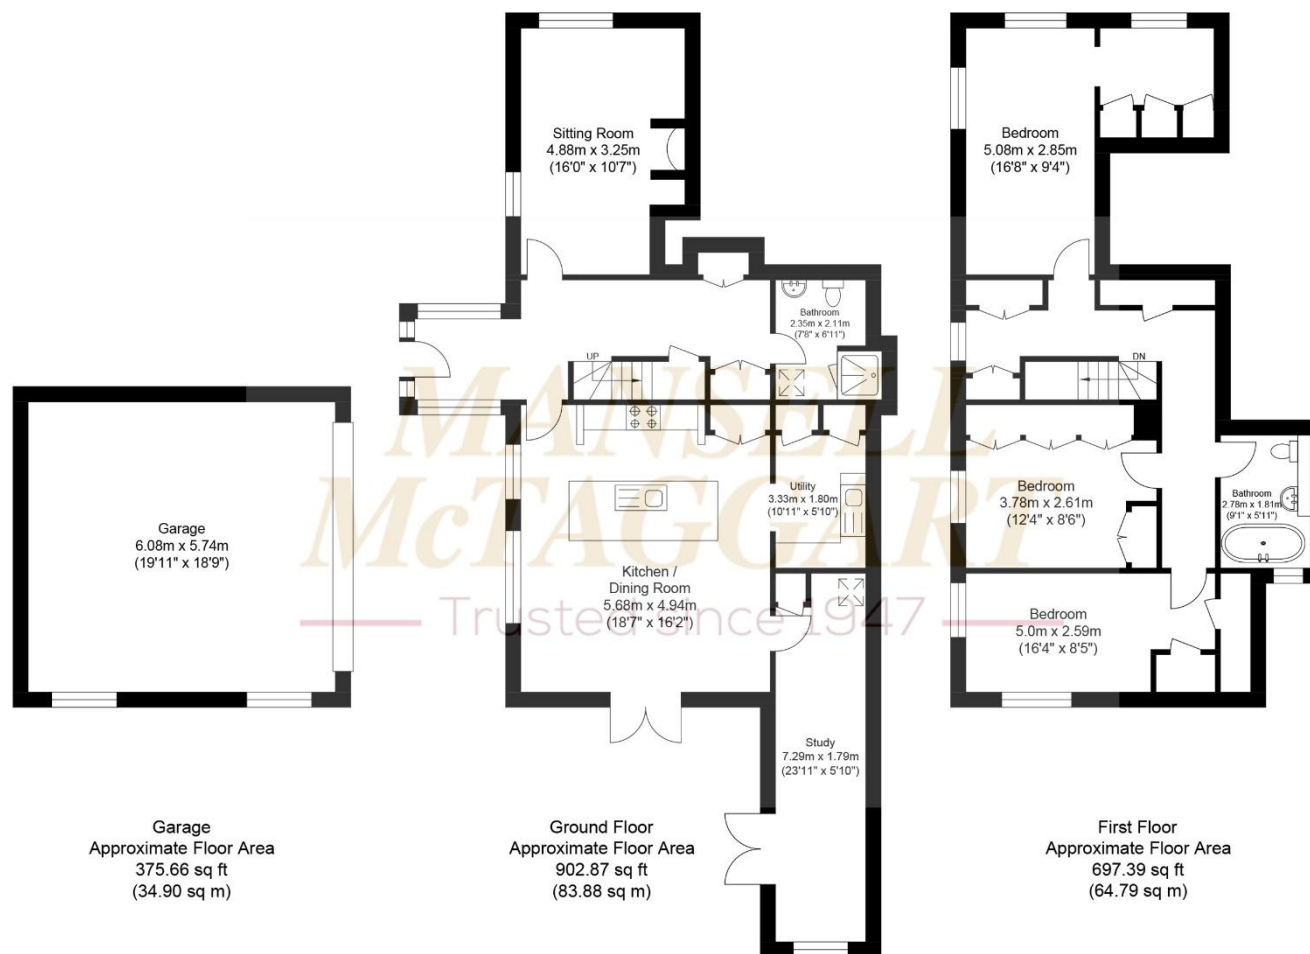 Sitting Room
4.88m x 3.25m
(16'0" x 10'7")
Bedroom
5.08m x 2.85m
(16'8" x 9'4")
Bathroom
2.35m x 2.11m
(7'8" x 6'11")
UP
DN
MANSELL
McTAGGART
Trusted since 1947
Garage
6.08m x 5.74m
(19'11" x 18'9")
Utility
3.33m x 1.80m
(10'11" x 5'10")
Kitchen /
Dining Room
5.68m x 4.94m
(18'7" x 16'2")
Bedroom
3.78m x 2.61m
(12'4" x 8'6")
Bathroom
2.78m x 1.81m
(9'1" x 5'11")
Bedroom
5.0m x 2.59m
(16'4" x 8'5")
Study
7.29m x 1.79m
(23'11" x 5'10")
Garage
Approximate Floor Area
375.66 sq ft
(34.90 sq m)
Ground Floor
Approximate Floor Area
902.87 sq ft
(83.88 sq m)
First Floor
Approximate Floor Area
697.39 sq ft
(64.79 sq m)